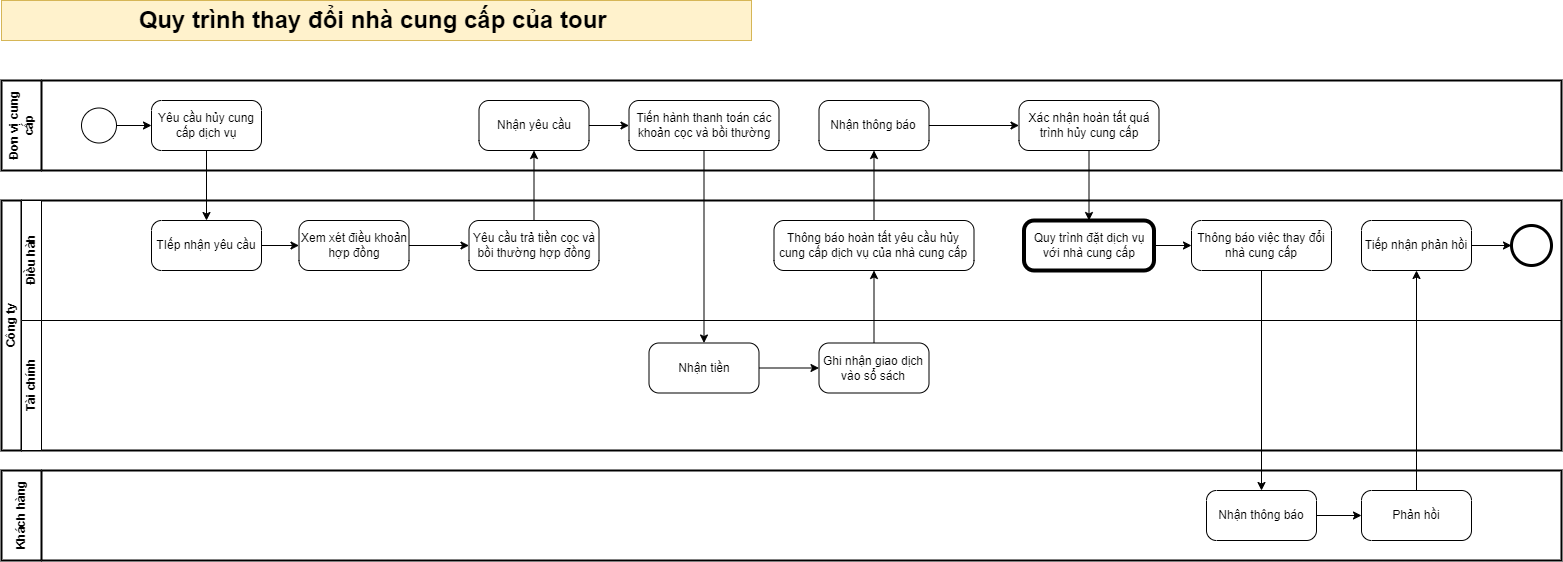 Quy trình thay đổi nhà cung cấp của tour
Đơn vị cung
cấp
Yêu cầu hủy cung
cấp dịch vụ
Nhận yêu cầu
Tiến hành thanh toán các
khoản cọc và bồi thường
Nhận thông báo
Xác nhận hoàn tất quá
trình hủy cung cấp
Công ty
Điều hành
TIếp nhận yêu cầu
Xem xét điều khoản
hợp đồng
Yêu cầu trả tiền cọc và
bồi thường hợp đồng
Thông báo hoàn tất yêu cầu hủy
cung cấp dịch vụ của nhà cung cấp
Quy trình đặt dịch vụ
với nhà cung cấp
Thông báo việc thay đổi
nhà cung cấp
Tiếp nhận phản hồi
Tài chính
Nhận tiền
Ghi nhận giao dịch
vào sổ sách
Khách hàng
Nhận thông báo
Phản hồi